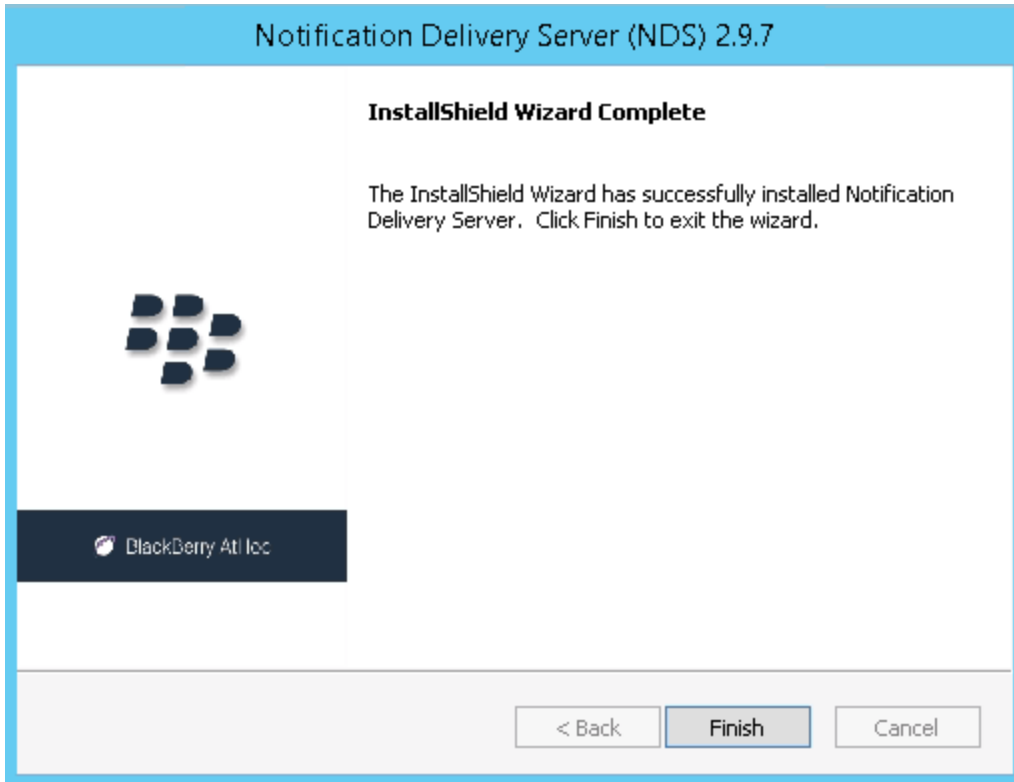 Notification Delivery Server (NDS) 2.9.7
InstallShield Wizard Complete
The InstallShield Wizard has successfully installed Notification
Delivery Server. Click Finish to exit the wizard.
BlackBerry AtHoc
< Back
Finish
Cancel